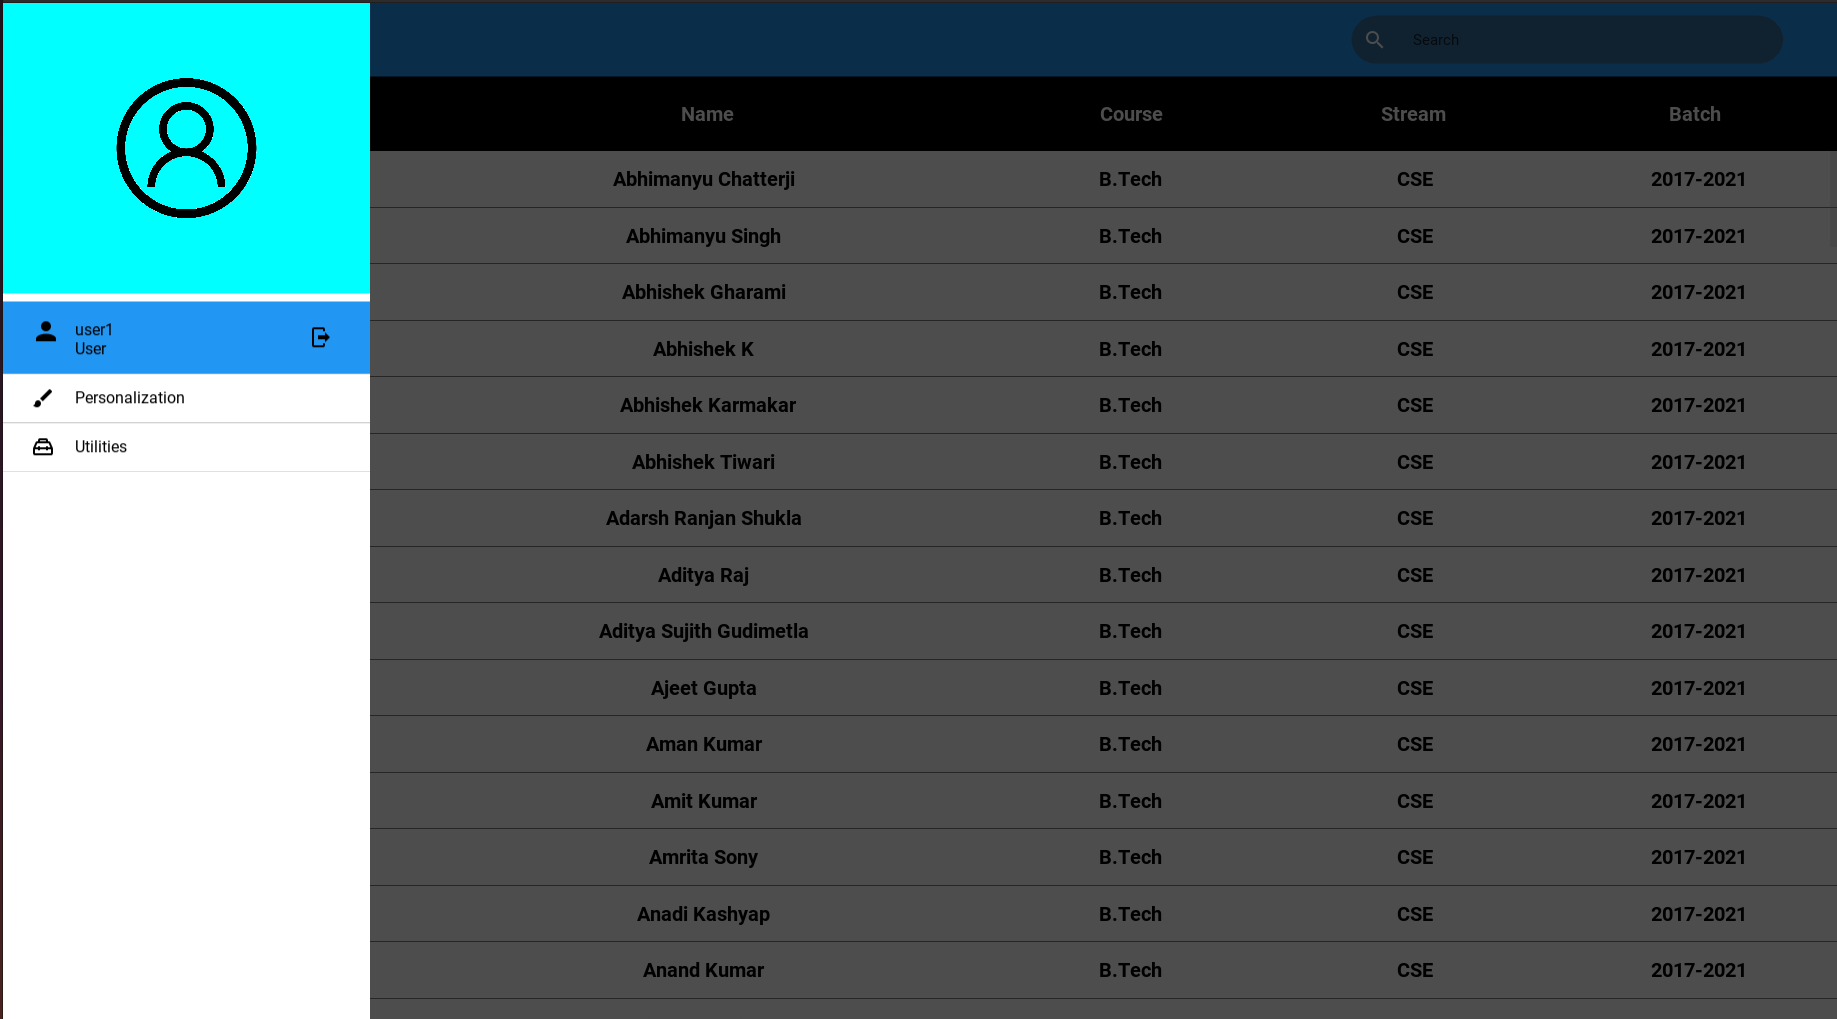 user1
User
Personalization
Utilities
Search
Name Course Stream Batch
Abhimanyu Chatterji B.Tech CSE 2017-2021
Abhimanyu Singh B.Tech CSE 2017-2021
Abhishek Gharami B.Tech CSE 2017-2021
Abhishek K B.Tech CSE 2017-2021
Abhishek Karmakar B.Tech CSE 2017-2021
Abhishek Tiwari B.Tech CSE 2017-2021
Adarsh Ranjan Shukla B.Tech CSE 2017-2021
Aditya Raj B.Tech CSE 2017-2021
Aditya Sujith Gudimetla B.Tech CSE 2017-2021
Ajeet Gupta B.Tech CSE 2017-2021
Aman Kumar B.Tech CSE 2017-2021
Amit Kumar B.Tech CSE 2017-2021
Amrita Sony B.Tech CSE 2017-2021
Anadi Kashyap B.Tech CSE 2017-2021
Anand Kumar B.Tech CSE 2017-2021